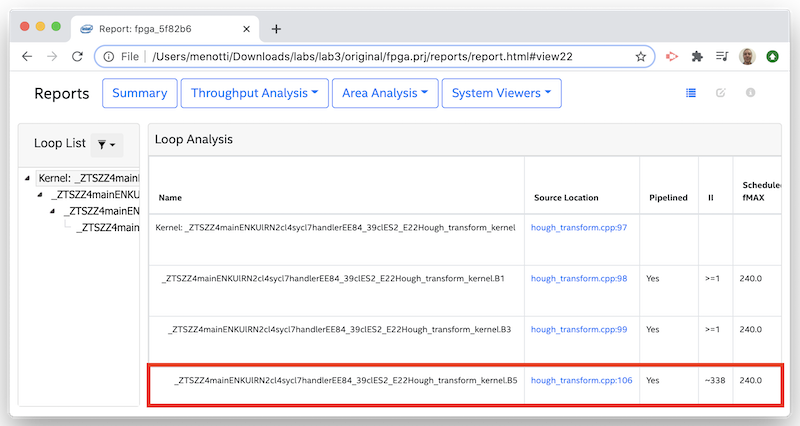 Report: fpga_5f82b6
File /Users/menotti/Downloads/labs/lab3/original/fpga.prj/reports/report.html#view22
Reports Summary Throughput Analysis Area Analysis System Viewers
Loop List
Loop Analysis
Kernel: _ZTSZZ4mainE
_ZTSZZ4mainENKU
_ZTSZZ4mainEN
_ZTSZZ4main
Name Source Location Pipelined II Scheduled fMAX
Kernel: _ZTSZZ4mainENKUlRN2cl4sycl7handlerEE84_39clES2_E22Hough_transform_kernel hough_transform.cpp:97
_ZTSZZ4mainENKUlRN2cl4sycl7handlerEE84_39clES2_E22Hough_transform_kernel.B1 hough_transform.cpp:98 Yes >=1 240.0
_ZTSZZ4mainENKUlRN2cl4sycl7handlerEE84_39clES2_E22Hough_transform_kernel.B3 hough_transform.cpp:99 Yes >=1 240.0
_ZTSZZ4mainENKUlRN2cl4sycl7handlerEE84_39clES2_E22Hough_transform_kernel.B5 hough_transform.cpp:106 Yes ~338 240.0